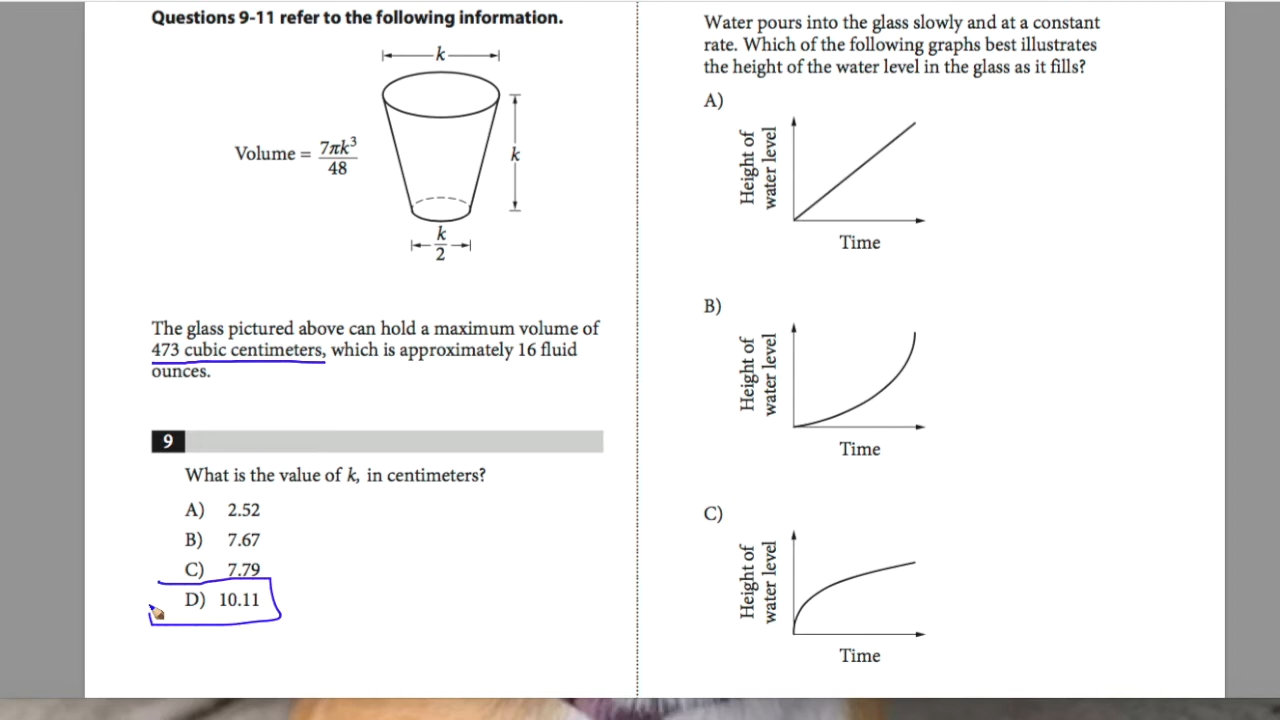 Questions 9-11 refer to the following information.
k
Volume = 7πk³/48
k
k/2
The glass pictured above can hold a maximum volume of
473 cubic centimeters, which is approximately 16 fluid
ounces.
9
What is the value of k, in centimeters?
A) 2.52
B) 7.67
C) 7.79
D) 10.11
Water pours into the glass slowly and at a constant
rate. Which of the following graphs best illustrates
the height of the water level in the glass as it fills?
A)
Height of
water level
Time
B)
Height of
water level
Time
C)
Height of
water level
Time